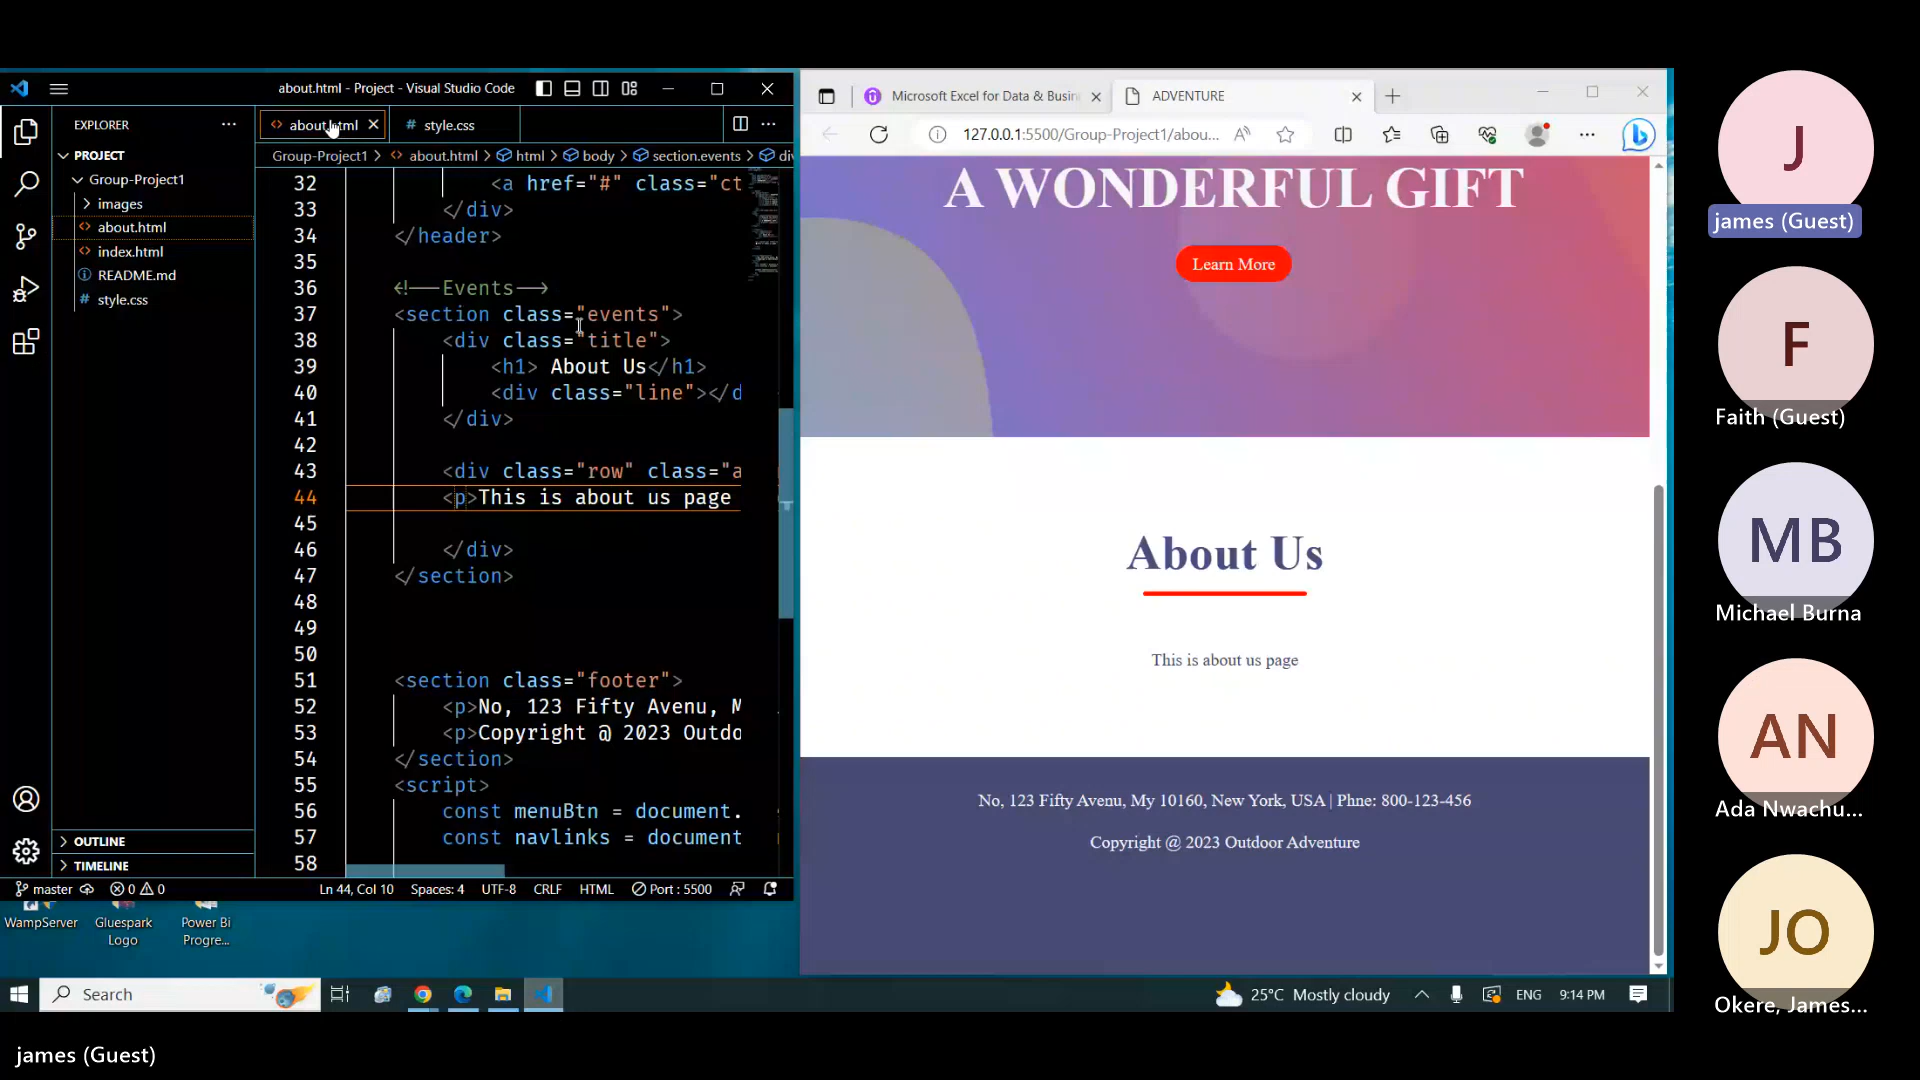 about.html - Project - Visual Studio Code
EXPLORER
PROJECT
Group-Project1
images
about.html
index.html
README.md
style.css
OUTLINE
TIMELINE
about.html
style.css
Group-Project1 > about.html > html > body > section.events >
32 <a href="#" class="ct
33 </div>
34 </header>
35
36 <!--Events-->
37 <section class="events">
38 <div class="title">
39 <h1> About Us</h1>
40 <div class="line"></d
41 </div>
42
43 <div class="row" class="a
44 <p>This is about us page
45
46 </div>
47 </section>
48
49
50
51 <section class="footer">
52 <p>No, 123 Fifty Avenu, M
53 <p>Copyright @ 2023 Outdo
54 </section>
55 <script>
56 const menuBtn = document.
57 const navlinks = document
58
master
0 0
Ln 44, Col 10
Spaces: 4
UTF-8
CRLF
HTML
Port : 5500
WampServer
Gluespark Logo
Power Bi Progre...
Microsoft Excel for Data & Busin
ADVENTURE
127.0.0.1:5500/Group-Project1/abou...
A WONDERFUL GIFT
Learn More
About Us
This is about us page
No, 123 Fifty Avenu, My 10160, New York, USA | Phne: 800-123-456
Copyright @ 2023 Outdoor Adventure
Search
25°C Mostly cloudy
ENG
9:14 PM
J
james (Guest)
F
Faith (Guest)
MB
Michael Burna
AN
Ada Nwachu...
JO
Okere, James...
james (Guest)